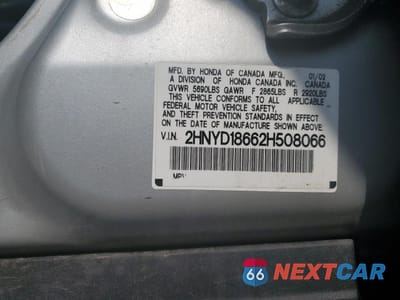 MFD. BY HONDA OF CANADA MFG., 01/02
A DIVISION OF HONDA CANADA INC. CANADA
GVWR 5690LBS GAWR F 2865LBS R 2920LBS
THIS VEHICLE CONFORMS TO ALL APPLICABLE
FEDERAL MOTOR VEHICLE SAFETY,
AND THEFT PREVENTION STANDARDS IN EFFECT
ON THE DATE OF MANUFACTURE SHOWN ABOVE.
V.I.N. 2HNYD18662H508066
66 NEXTCAR